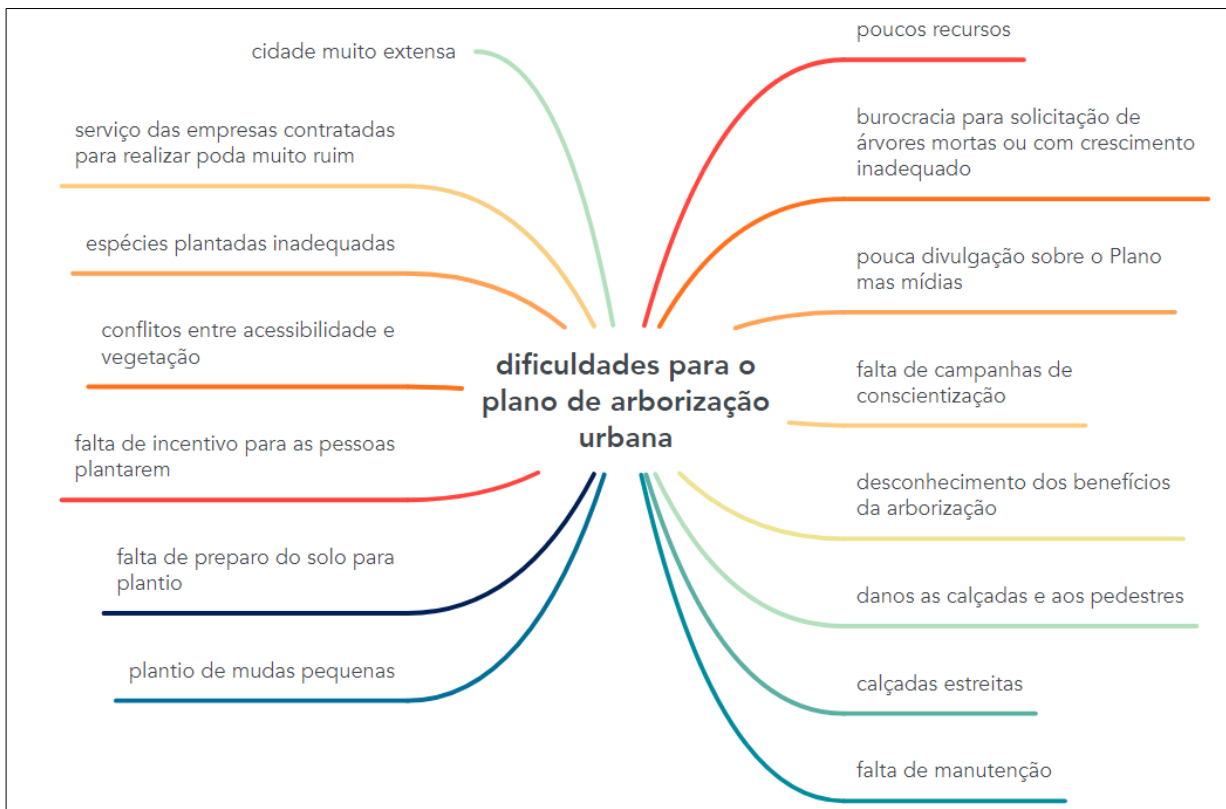 cidade muito extensa
serviço das empresas contratadas
para realizar poda muito ruim
espécies plantadas inadequadas
conflitos entre acessibilidade e
vegetação
falta de incentivo para as pessoas
plantarem
falta de preparo do solo para
plantio
plantio de mudas pequenas
dificuldades para o
plano de arborização
urbana
poucos recursos
burocracia para solicitação de
árvores mortas ou com crescimento
inadequado
pouca divulgação sobre o Plano
mas mídias
falta de campanhas de
conscientização
desconhecimento dos benefícios
da arborização
danos as calçadas e aos pedestres
calçadas estreitas
falta de manutenção